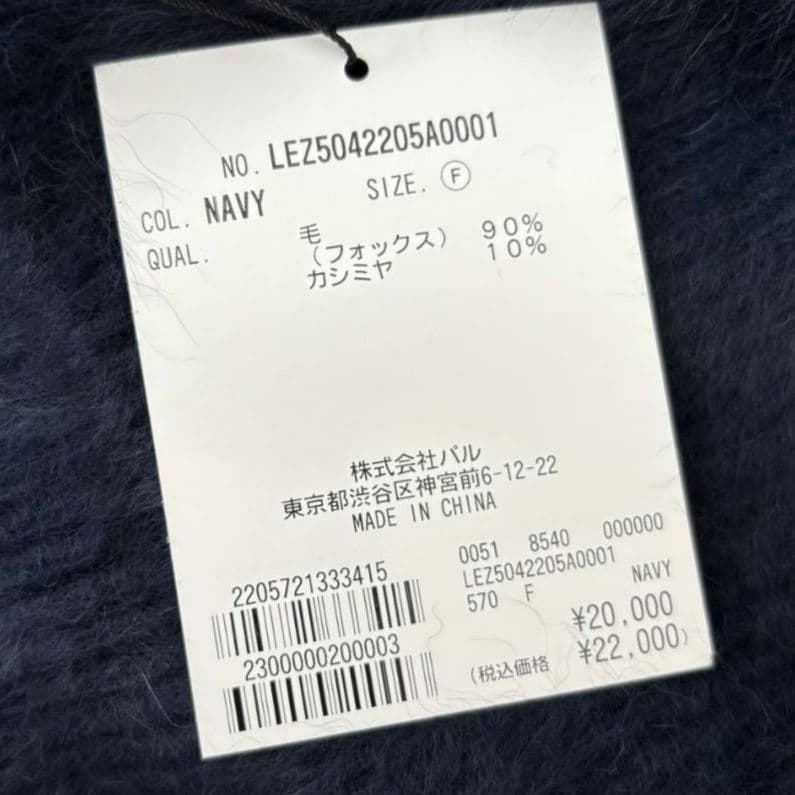 NO. LEZ5042205A0001
COL. NAVY SIZE. Ⓕ
QUAL. 毛 90%
(フォックス)
カシミヤ 10%
株式会社パル
東京都渋谷区神宮前6-12-22
MADE IN CHINA
2205721333415
2300000200003
0051 8540 000000
LEZ5042205A0001
570 F NAVY
¥20,000
(税込価格 ¥22,000)